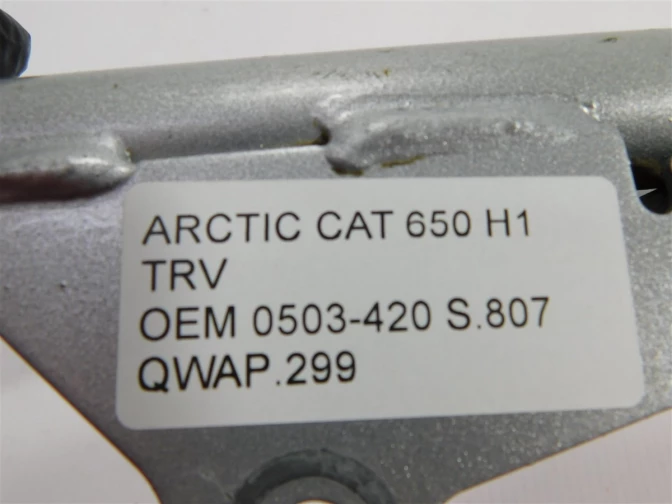 ARCTIC CAT 650 H1
TRV
OEM 0503-420 S.807
QWAP.299